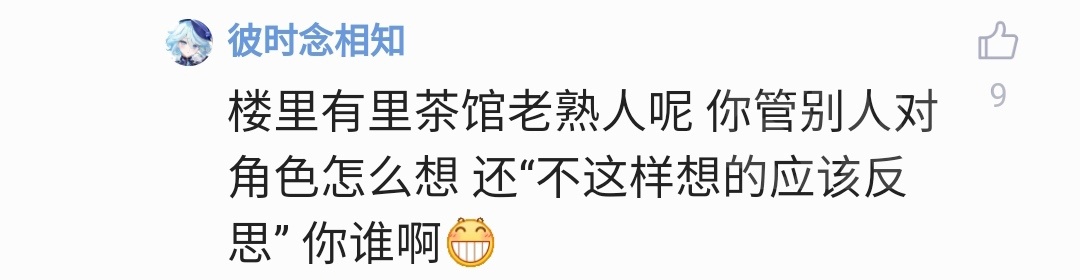 彼时念相知
9
楼里有里茶馆老熟人呢 你管别人对
角色怎么想 还“不这样想的应该反
思” 你谁啊😁